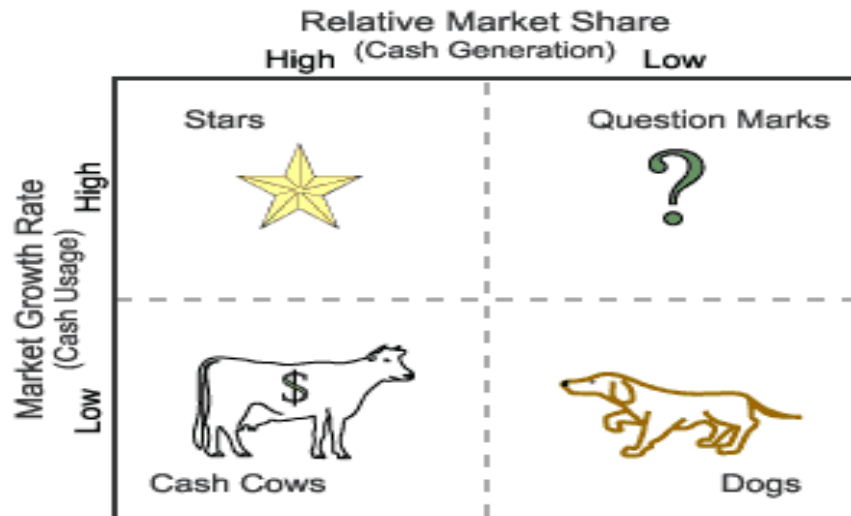 Relative Market Share
(Cash Generation)
High
Low
Stars
Question Marks
?
Market Growth Rate
(Cash Usage)
High
Low
$
Cash Cows
Dogs